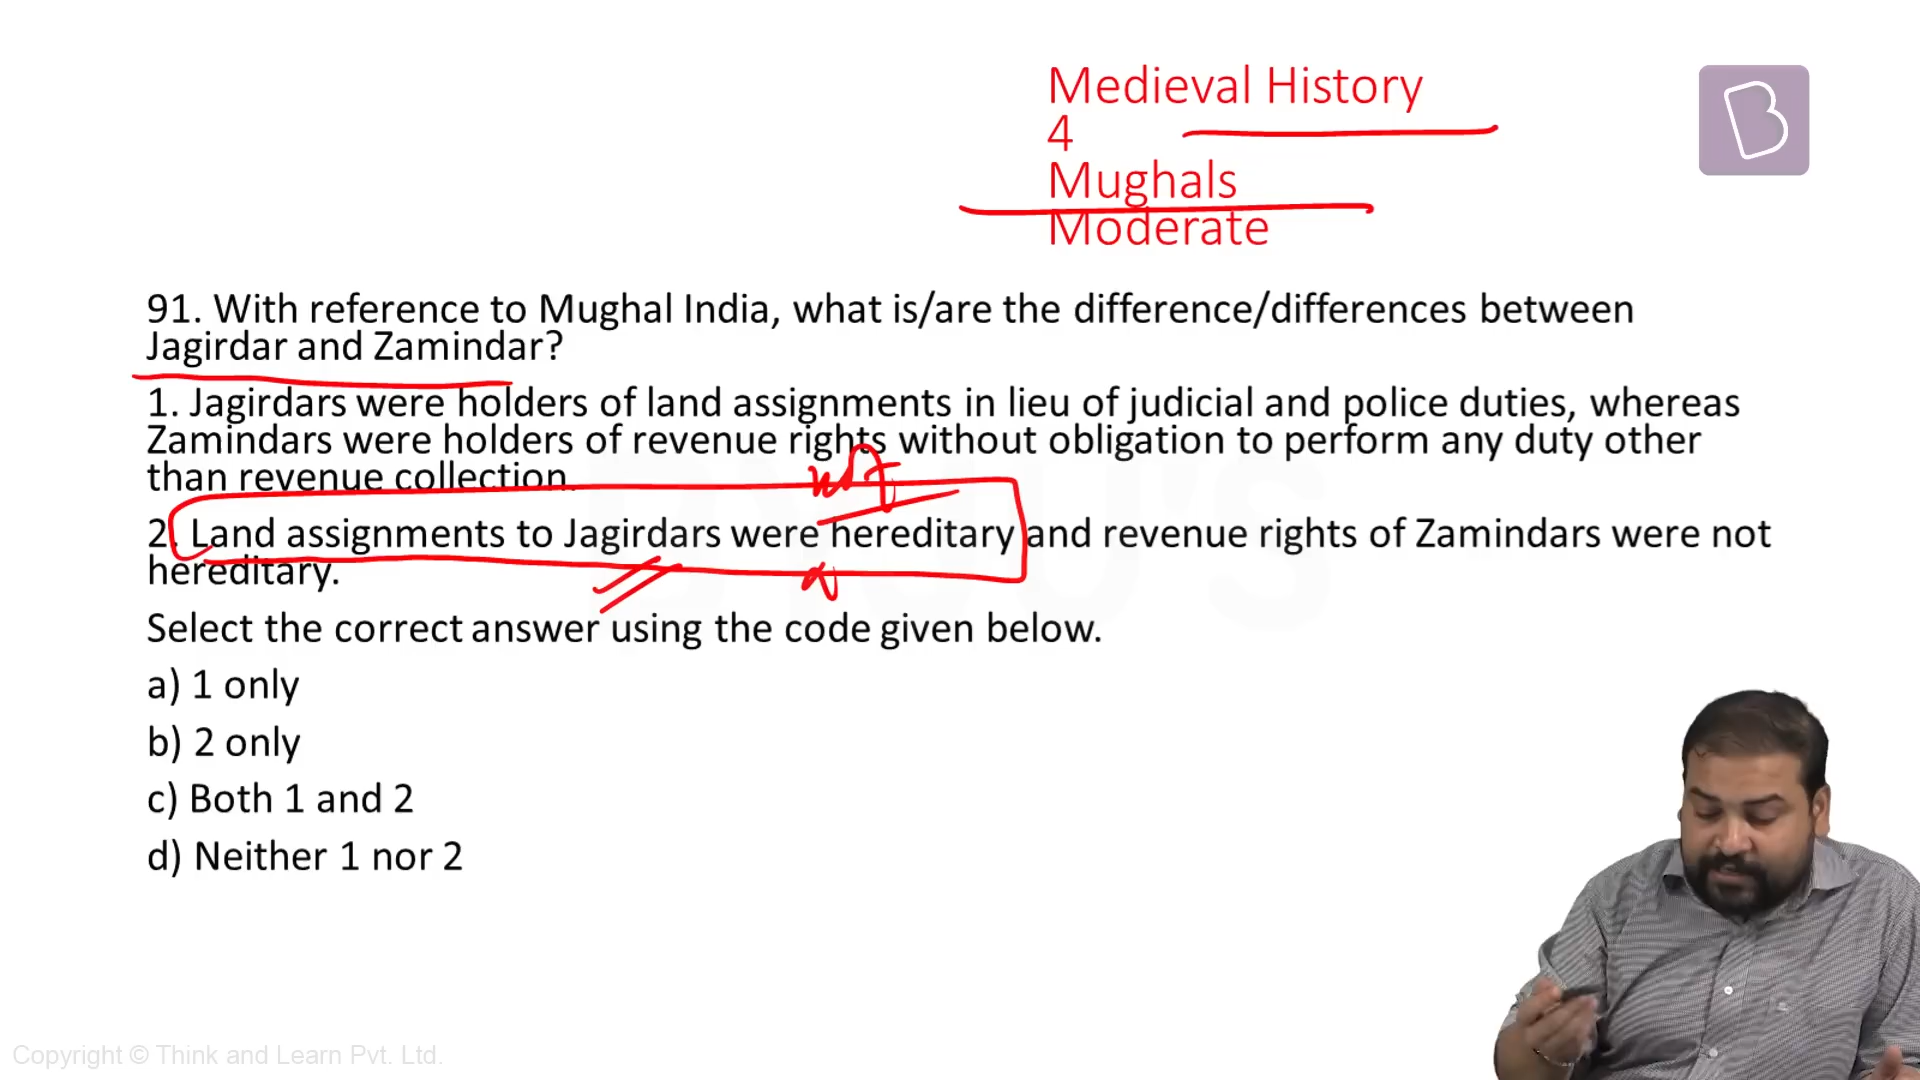 Medieval History
4
Mughals
Moderate
B
91. With reference to Mughal India, what is/are the difference/differences between
Jagirdar and Zamindar?
1. Jagirdars were holders of land assignments in lieu of judicial and police duties, whereas
Zamindars were holders of revenue rights without obligation to perform any duty other
than revenue collection.
not
2. Land assignments to Jagirdars were hereditary and revenue rights of Zamindars were not
hereditary.
Select the correct answer using the code given below.
a) 1 only
b) 2 only
c) Both 1 and 2
d) Neither 1 nor 2
BYJU'S
Copyright © Think and Learn Pvt. Ltd.